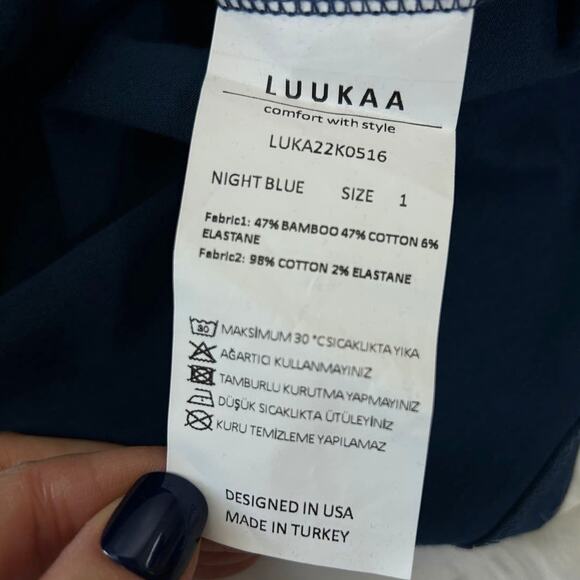 LUUKAA
comfort with style
LUKA22K0516
NIGHT BLUE SIZE 1
Fabric1: 47% BAMBOO 47% COTTON 6%
ELASTANE
Fabric2: 98% COTTON 2% ELASTANE
30 MAKSİMUM 30 °C SICAKLIKTA YIKA
AĞARTICI KULLANMAYINIZ
TAMBURLU KURUTMA YAPMAYINIZ
DÜŞÜK SICAKLIKTA ÜTÜLEYİNİZ
KURU TEMİZLEME YAPILAMAZ
DESIGNED IN USA
MADE IN TURKEY